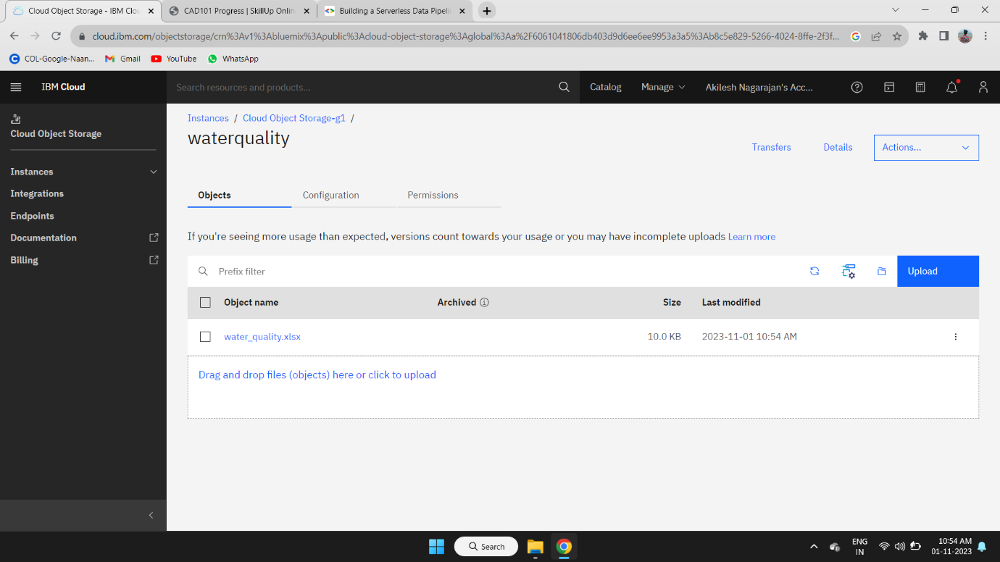 Cloud Object Storage - IBM Clou
CAD101 Progress | SkillUp Onlin
Building a Serverless Data Pipelin
cloud.ibm.com/objectstorage/crn%3Av1%3Abluemix%3Apublic%3Acloud-object-storage%3Aglobal%3Aa%2F6061041806db403d9d6ee6ee9953a3a5%3Ab8c5e829-5266-4024-8ffe-2f3f...
COL-Google-Naan...
Gmail
YouTube
WhatsApp
IBM Cloud
Search resources and products...
Catalog
Manage
Akilesh Nagarajan's Acc...
Cloud Object Storage
Instances
Integrations
Endpoints
Documentation
Billing
Instances / Cloud Object Storage-g1 /
waterquality
Transfers
Details
Actions...
Objects
Configuration
Permissions
If you're seeing more usage than expected, versions count towards your usage or you may have incomplete uploads Learn more
Prefix filter
Upload
Object name
Archived
Size
Last modified
water_quality.xlsx
10.0 KB
2023-11-01 10:54 AM
Drag and drop files (objects) here or click to upload
Search
ENG
IN
10:54 AM
01-11-2023